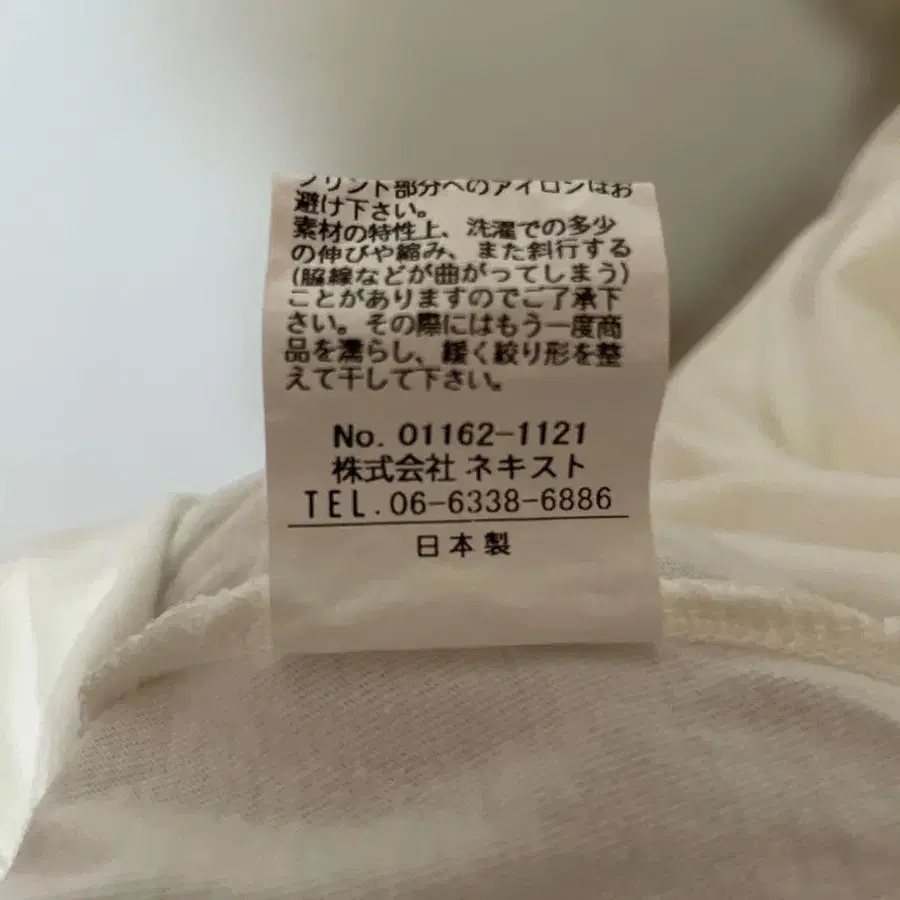 プリント部分へのアイロンはお
避け下さい。
素材の特性上、洗濯での多少
の伸びや縮み、また斜行する
(脇線などが曲がってしまう)
ことがありますのでご了承下
さい。その際にはもう一度商
品を濡らし、緩く絞り形を整
えて干して下さい。
No. 01162-1121
株式会社 ネキスト
TEL.06-6338-6886
日本製